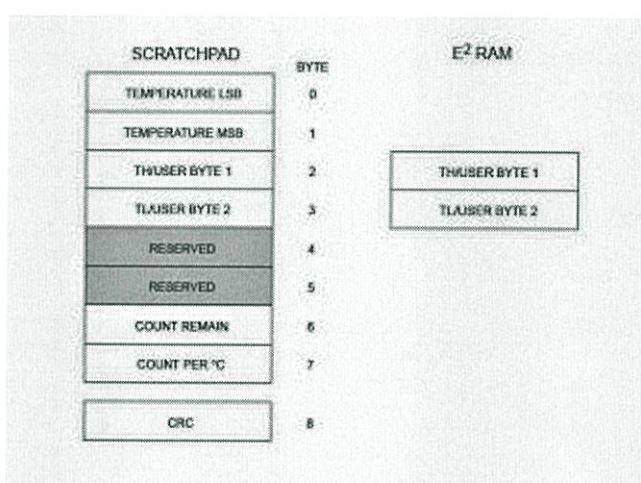 SCRATCHPAD
BYTE
E² RAM
TEMPERATURE LSB
0
TEMPERATURE MSB
1
TH/USER BYTE 1
2
TH/USER BYTE 1
TL/USER BYTE 2
3
TL/USER BYTE 2
RESERVED
4
RESERVED
5
COUNT REMAIN
6
COUNT PER °C
7
CRC
8